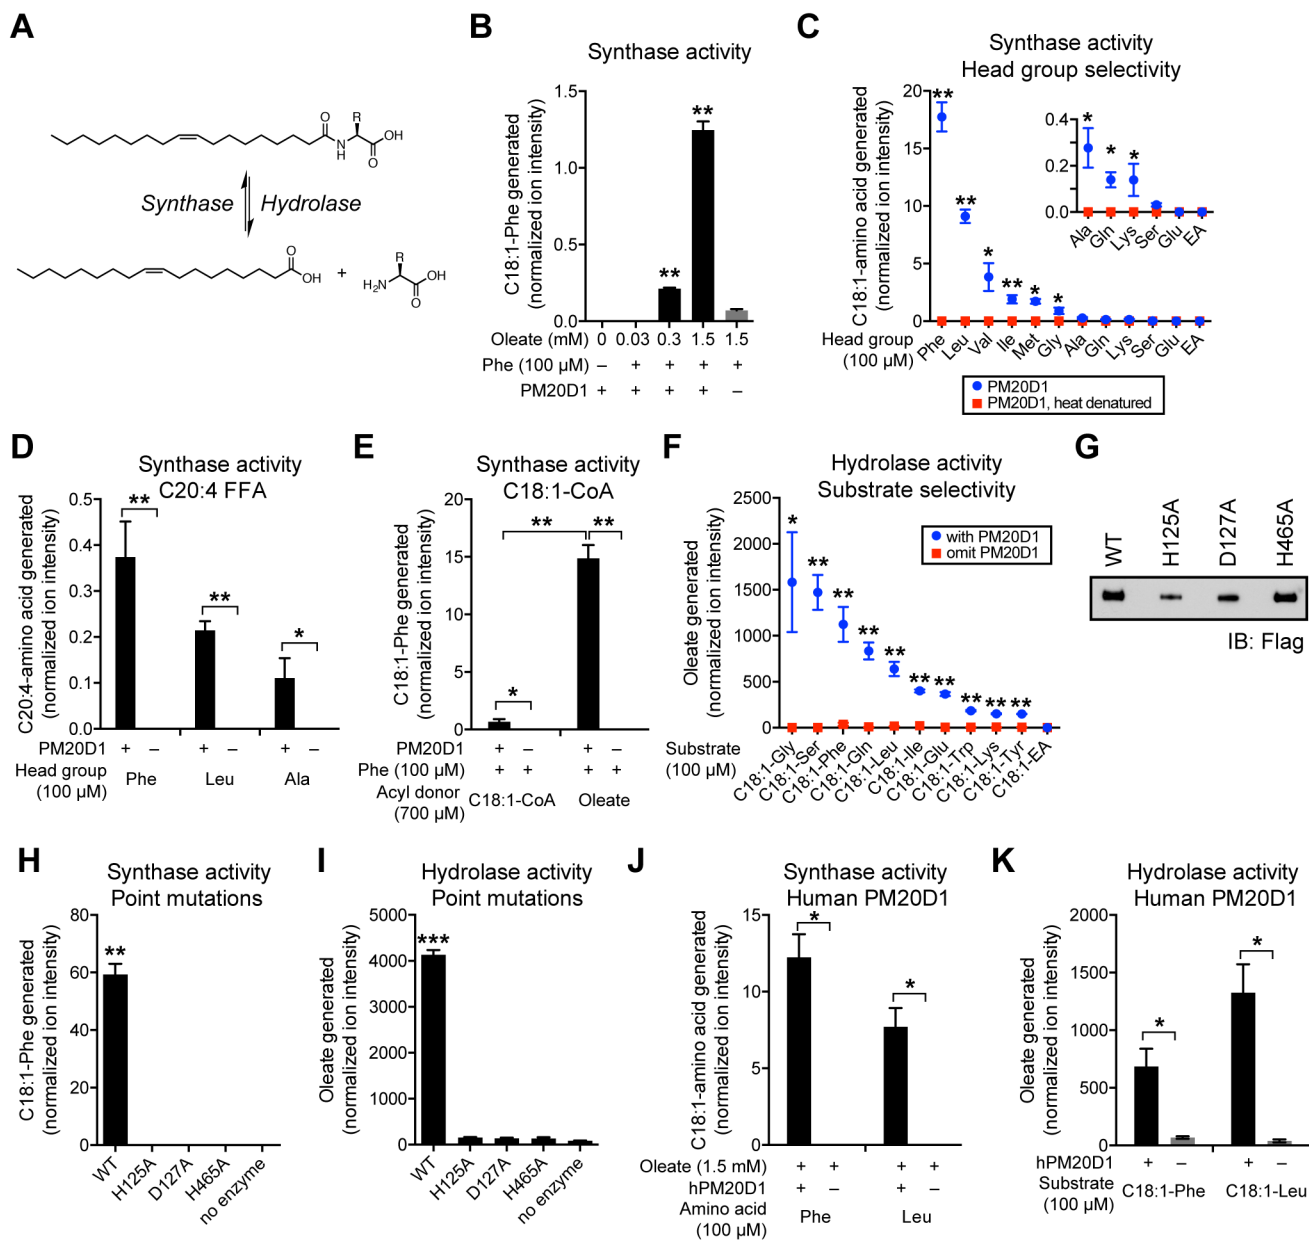 A
O
R
OH
N
H
O
Synthase
Hydrolase
O
OH
+
R
H₂N
OH
O
B
Synthase activity
C18:1-Phe generated
(normalized ion intensity)
1.5
1.0
0.5
0.0
**
**
Oleate (mM) 0 0.03 0.3 1.5 1.5
Phe (100 µM) – + + + +
PM20D1 + + + + –
C
Synthase activity
Head group selectivity
C18:1-amino acid generated
(normalized ion intensity)
20
15
10
5
0
** ** * ** * *
0.4
0.2
0.0
* * *
Ala Gln Lys Ser Glu EA
Head group
(100 µM)
Phe Leu Val Ile Met Gly Ala Gln Lys Ser Glu EA
PM20D1
PM20D1, heat denatured
D
Synthase activity
C20:4 FFA
C20:4-amino acid generated
(normalized ion intensity)
0.5
0.4
0.3
0.2
0.1
0.0
** ** *
PM20D1 + – + – + –
Head group
(100 µM)
Phe Leu Ala
E
Synthase activity
C18:1-CoA
C18:1-Phe generated
(normalized ion intensity)
20
15
10
5
0
* ** **
PM20D1 + – + –
Phe (100 µM) + + + +
Acyl donor
(700 µM)
C18:1-CoA Oleate
F
Hydrolase activity
Substrate selectivity
Oleate generated
(normalized ion intensity)
2500
2000
1500
1000
500
0
* ** ** ** ** ** ** ** ** **
with PM20D1
omit PM20D1
Substrate
(100 µM)
C18:1-Gly C18:1-Ser C18:1-Phe C18:1-Gln C18:1-Leu C18:1-Ile C18:1-Glu C18:1-Trp C18:1-Lys C18:1-Tyr C18:1-EA
G
WT H125A D127A H465A
IB: Flag
H
Synthase activity
Point mutations
C18:1-Phe generated
(normalized ion intensity)
80
60
40
20
0
**
WT H125A D127A H465A no enzyme
I
Hydrolase activity
Point mutations
Oleate generated
(normalized ion intensity)
5000
4000
3000
2000
1000
0
***
WT H125A D127A H465A no enzyme
J
Synthase activity
Human PM20D1
C18:1-amino acid generated
(normalized ion intensity)
15
10
5
0
* *
Oleate (1.5 mM) + + + +
hPM20D1 + – + –
Amino acid
(100 µM)
Phe Leu
K
Hydrolase activity
Human PM20D1
Oleate generated
(normalized ion intensity)
2000
1500
1000
500
0
* *
hPM20D1 + – + –
Substrate
(100 µM)
C18:1-Phe C18:1-Leu